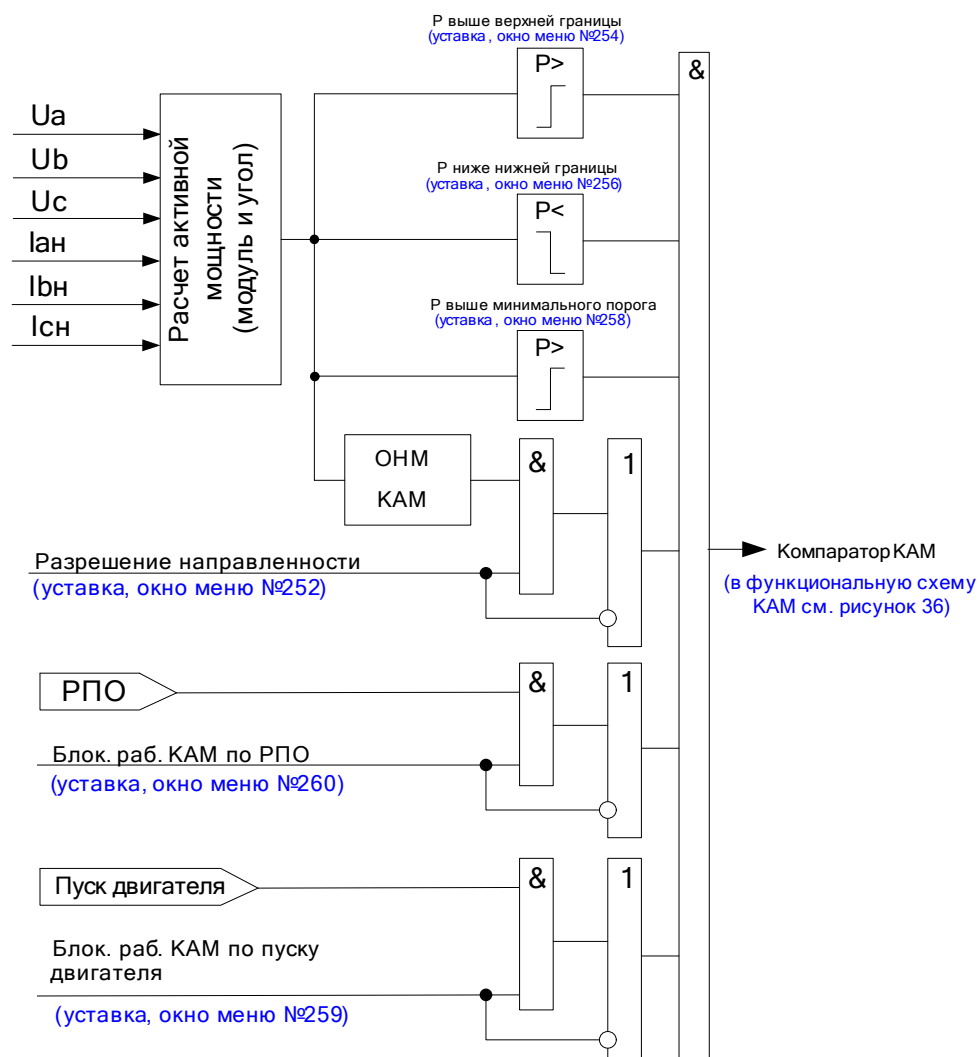 P выше верхней границы
(уставка, окно меню №254)
P>
&
Ua
Ub
Uc
Iан
Ibн
Icн
Расчет активной
мощности
(модуль и угол)
P ниже нижней границы
(уставка, окно меню №256)
P<
P выше минимального порога
(уставка, окно меню №258)
P>
ОНМ
КАМ
&
1
Разрешение направленности
(уставка, окно меню №252)
Компаратор КАМ
(в функциональную схему
КАМ см. рисунок 36)
РПО
&
1
Блок. раб. КАМ по РПО
(уставка, окно меню №260)
Пуск двигателя
&
1
Блок. раб. КАМ по пуску
двигателя
(уставка, окно меню №259)